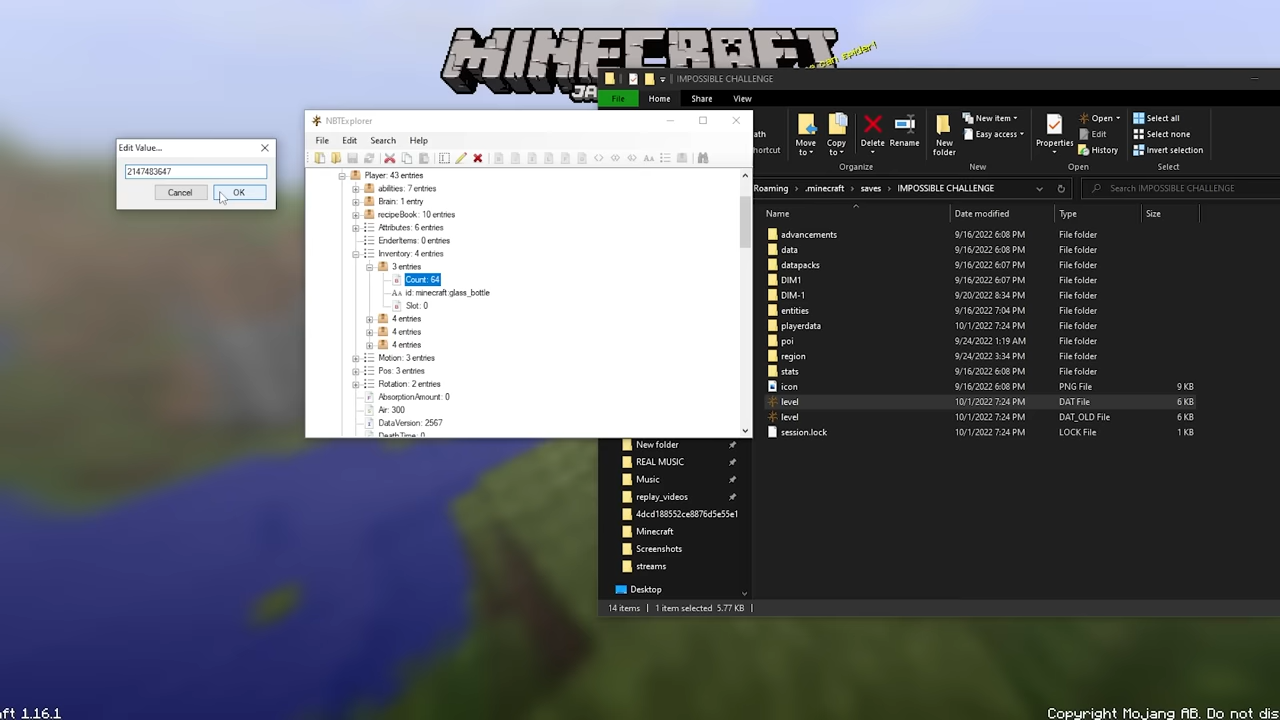 MINECRAFT
JA
spider!
IMPOSSIBLE CHALLENGE
File Home Share View
ath
hortcut
Move to
Copy to
Delete
Rename
Organize
New folder
New item
Easy access
New
Properties
Open
Edit
History
Open
Select all
Select none
Invert selection
Select
Roaming .minecraft saves IMPOSSIBLE CHALLENGE
Search IMPOSSIBLE CHALLENGE
Name Date modified Type Size
advancements 9/16/2022 6:08 PM File folder
data 9/16/2022 6:08 PM File folder
datapacks 9/16/2022 6:07 PM File folder
DIM1 9/16/2022 6:07 PM File folder
DIM-1 9/20/2022 8:34 PM File folder
entities 9/16/2022 7:04 PM File folder
playerdata 10/1/2022 7:24 PM File folder
poi 9/24/2022 1:19 AM File folder
region 9/24/2022 3:34 PM File folder
stats 9/16/2022 6:08 PM File folder
icon 9/16/2022 6:08 PM PNG File 9 KB
level 10/1/2022 7:24 PM DAT File 6 KB
level 10/1/2022 7:24 PM DAT_OLD File 6 KB
session.lock 10/1/2022 7:24 PM LOCK File 1 KB
New folder
REAL MUSIC
Music
replay_videos
4dcd188552ce8876d5e55e1
Minecraft
Screenshots
streams
Desktop
14 items 1 item selected 5.77 KB
NBTExplorer
File Edit Search Help
Player: 43 entries
abilities: 7 entries
Brain: 1 entry
recipeBook: 10 entries
Attributes: 6 entries
EnderItems: 0 entries
Inventory: 4 entries
3 entries
Count: 64
id: minecraft:glass_bottle
Slot: 0
4 entries
4 entries
4 entries
Motion: 3 entries
Pos: 3 entries
Rotation: 2 entries
AbsorptionAmount: 0
Air: 300
DataVersion: 2567
DeathTime: 0
Edit Value...
2147483647
Cancel OK
ft 1.16.1
Copyright Mojang AB. Do not dis